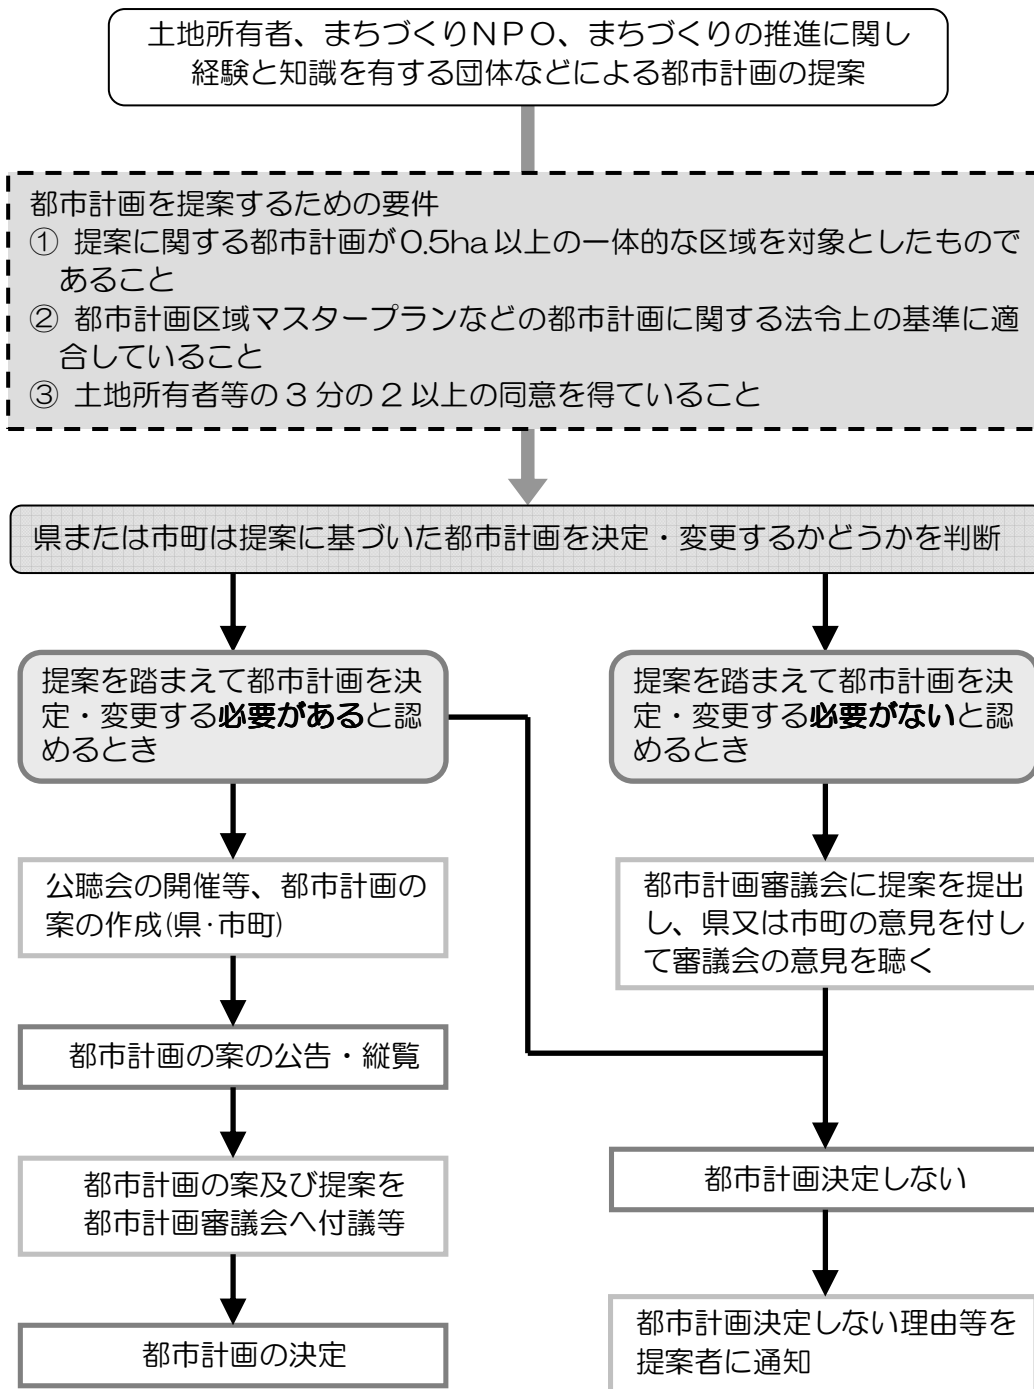 土地所有者、まちづくりNPO、まちづくりの推進に関し
経験と知識を有する団体などによる都市計画の提案
都市計画を提案するための要件
① 提案に関する都市計画が0.5ha以上の一体的な区域を対象としたもので
あること
② 都市計画区域マスタープランなどの都市計画に関する法令上の基準に適
合していること
③ 土地所有者等の3分の2以上の同意を得ていること
県または市町は提案に基づいた都市計画を決定・変更するかどうかを判断
提案を踏まえて都市計画を決
定・変更する必要があると認
めるとき
公聴会の開催等、都市計画の
案の作成(県・市町)
都市計画の案の公告・縦覧
都市計画の案及び提案を
都市計画審議会へ付議等
都市計画の決定
提案を踏まえて都市計画を決
定・変更する必要がないと認
めるとき
都市計画審議会に提案を提出
し、県又は市町の意見を付し
て審議会の意見を聴く
都市計画決定しない
都市計画決定しない理由等を
提案者に通知